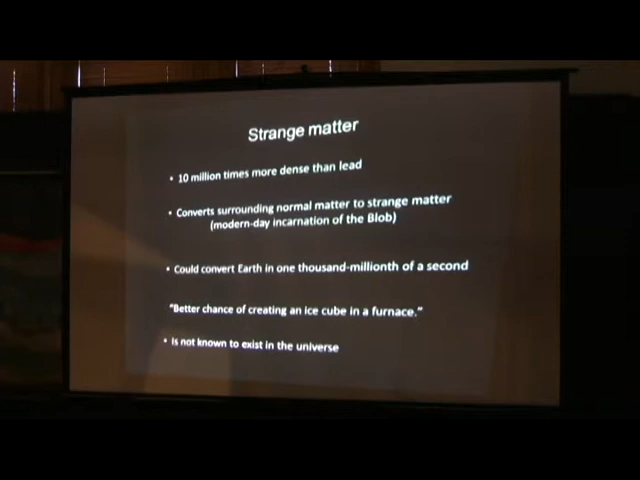 Strange matter
• 10 million times more dense than lead
• Converts surrounding normal matter to strange matter
(modern-day incarnation of the Blob)
• Could convert Earth in one thousand-millionth of a second
"Better chance of creating an ice cube in a furnace."
• Is not known to exist in the universe